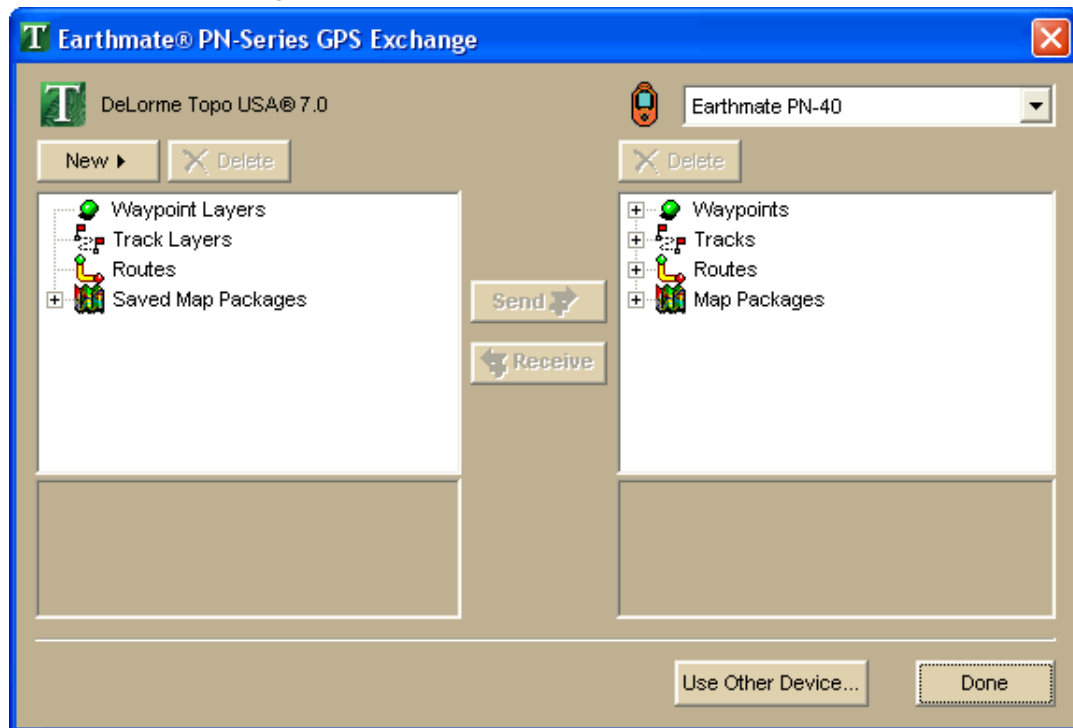 T Earthmate® PN-Series GPS Exchange
T DeLorme Topo USA® 7.0
Earthmate PN-40
New
Delete
Delete
Waypoint Layers
Track Layers
Routes
Saved Map Packages
Send
Receive
Waypoints
Tracks
Routes
Map Packages
Use Other Device...
Done